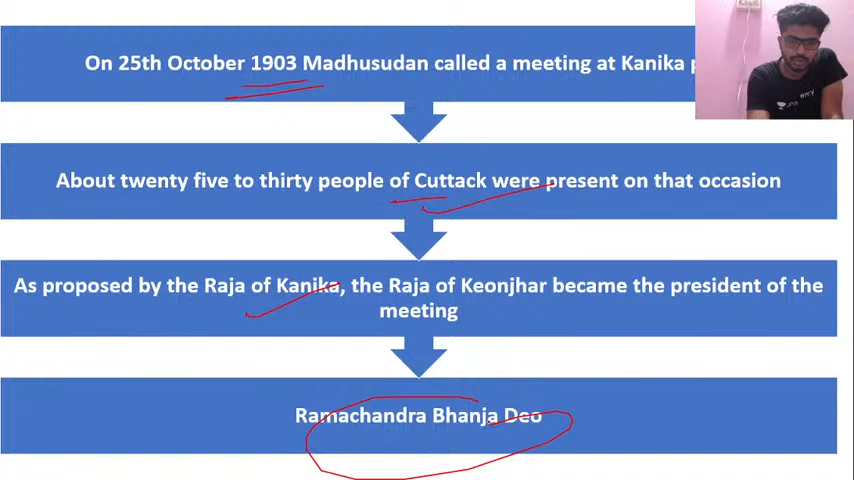 On 25th October 1903 Madhusudan called a meeting at Kanika
About twenty five to thirty people of Cuttack were present on that occasion
As proposed by the Raja of Kanika, the Raja of Keonjhar became the president of the
meeting
Ramachandra Bhanja Deo